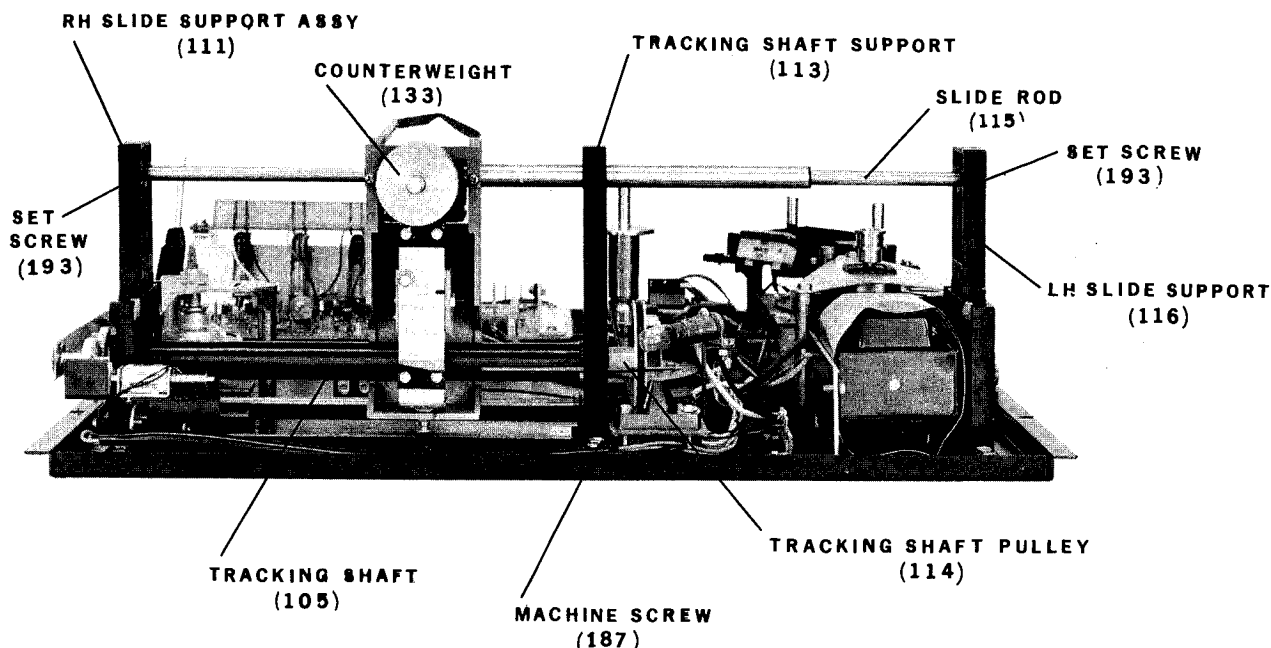 RH SLIDE SUPPORT ASSY
(111)
COUNTERWEIGHT
(133)
TRACKING SHAFT SUPPORT
(113)
SLIDE ROD
(115)
SET SCREW
(193)
SET
SCREW
(193)
LH SLIDE SUPPORT
(116)
TRACKING SHAFT PULLEY
(114)
TRACKING SHAFT
(105)
MACHINE SCREW
(187)